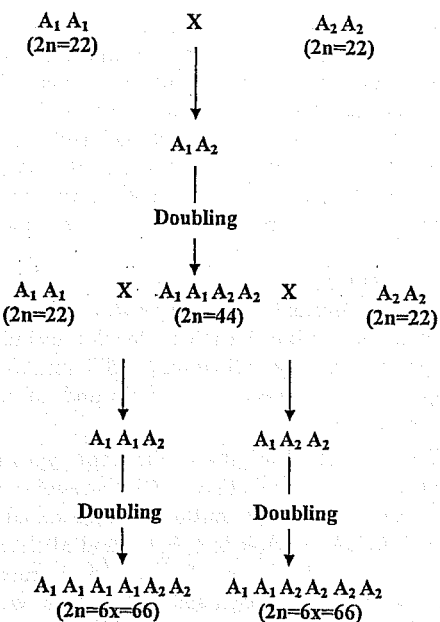 A₁ A₁ X A₂ A₂
(2n=22) (2n=22)
A₁ A₂
Doubling
A₁ A₁ X A₁ A₁ A₂ A₂ X A₂ A₂
(2n=22) (2n=44) (2n=22)
A₁ A₁ A₂ A₁ A₂ A₂
Doubling Doubling
A₁ A₁ A₁ A₁ A₂ A₂ A₁ A₁ A₂ A₂ A₂ A₂
(2n=6x=66) (2n=6x=66)